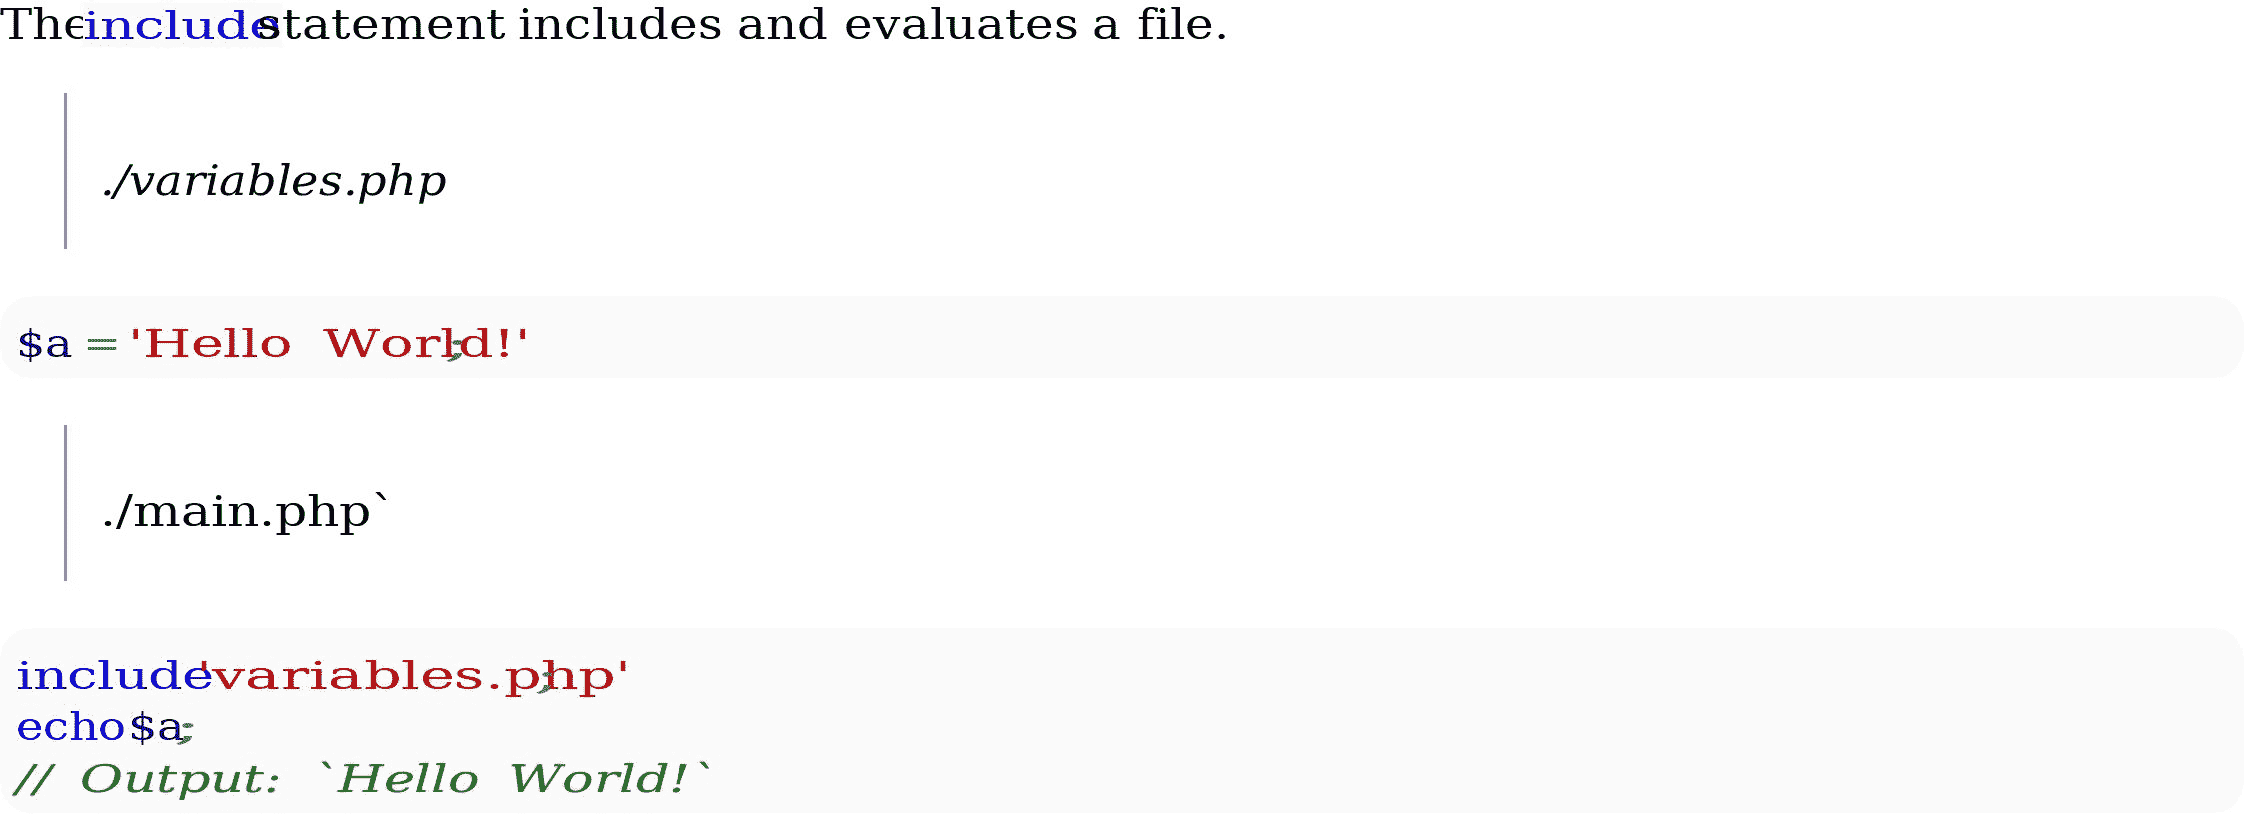 The include statement includes and evaluates a file.
./variables.php
$a = 'Hello World!';
./main.php`
include 'variables.php';
echo $a;
// Output: `Hello World!`